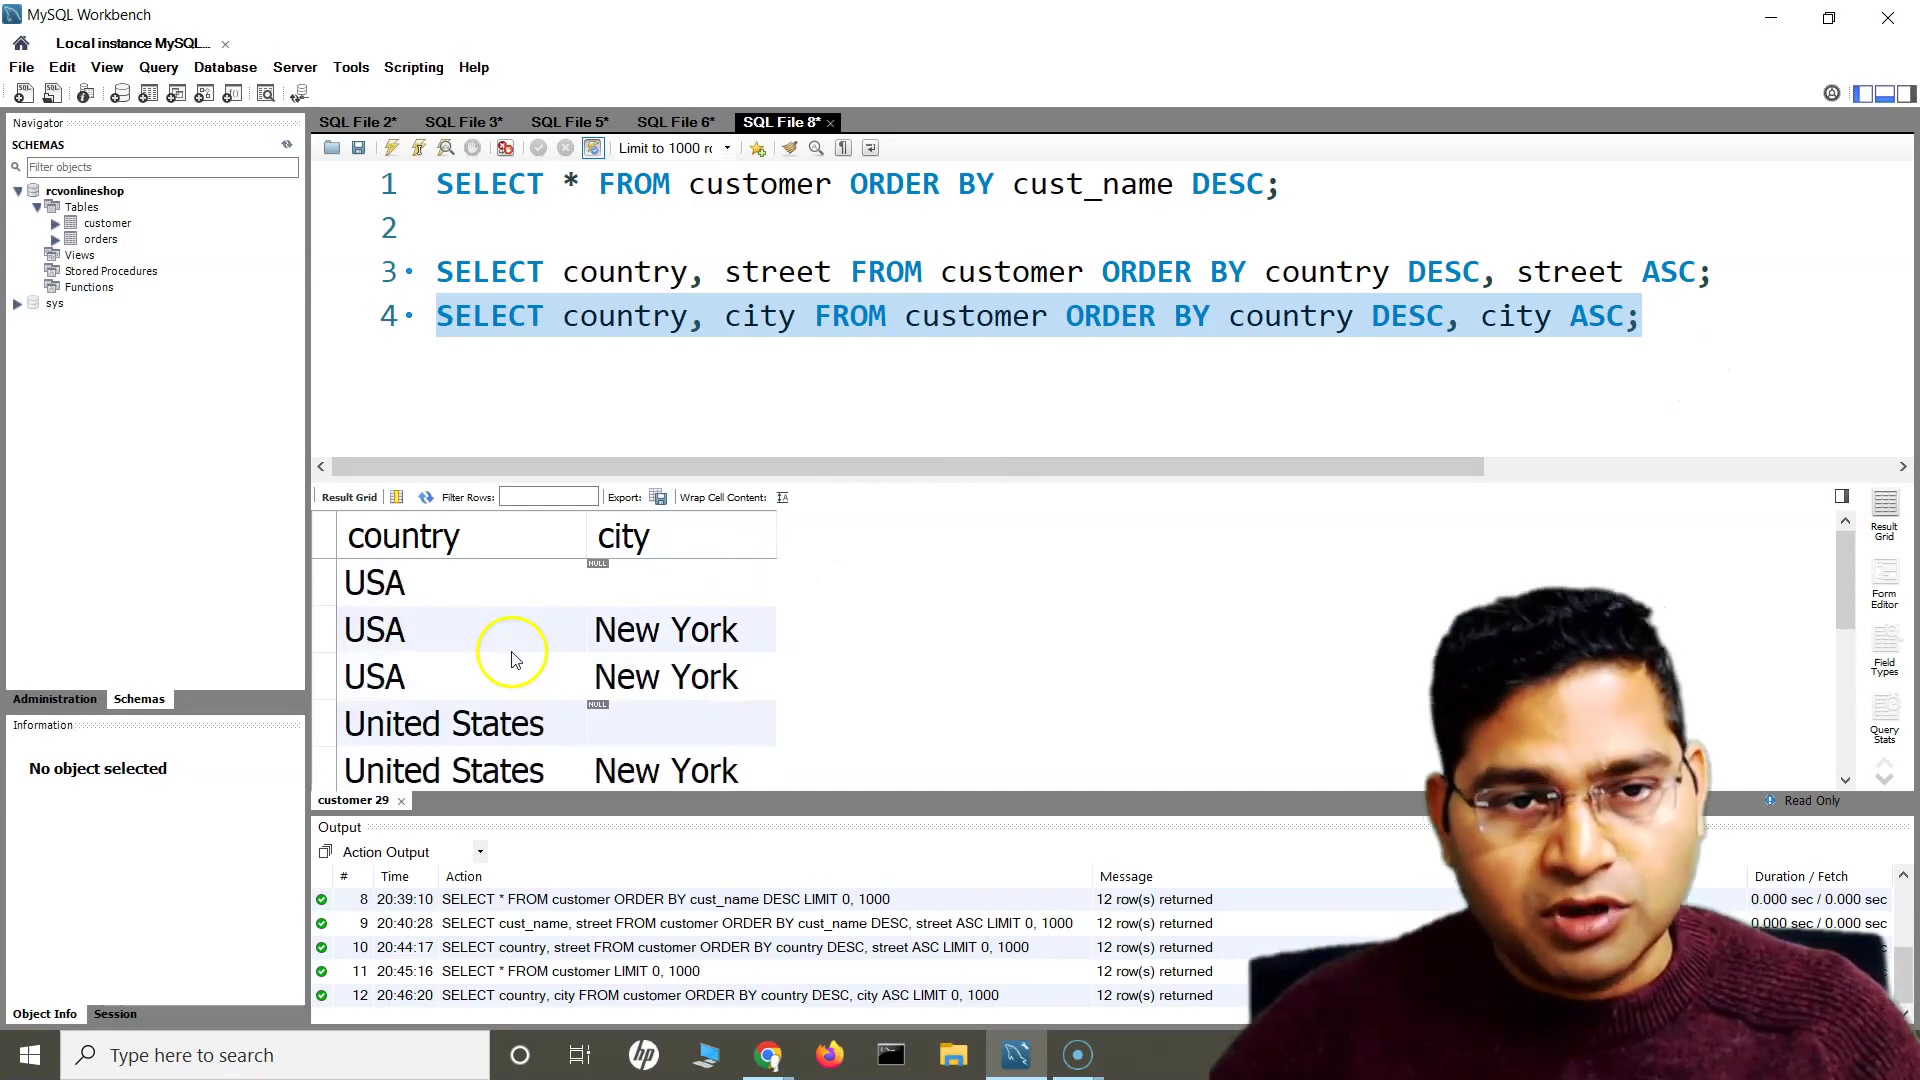 MySQL Workbench
Local instance MySQL...
File Edit View Query Database Server Tools Scripting Help
Navigator
SCHEMAS
Filter objects
rcvonlineshop
Tables
customer
orders
Views
Stored Procedures
Functions
sys
Administration Schemas
Information
No object selected
Object Info Session
SQL File 2* SQL File 3* SQL File 5* SQL File 6* SQL File 8*
Limit to 1000 rc
1 SELECT * FROM customer ORDER BY cust_name DESC;
2
3 SELECT country, street FROM customer ORDER BY country DESC, street ASC;
4 SELECT country, city FROM customer ORDER BY country DESC, city ASC;
Result Grid Filter Rows: Export: Wrap Cell Content:
country city
USA NULL
USA New York
USA New York
United States NULL
United States New York
Result Grid
Form Editor
Field Types
Query Stats
customer 29
Read Only
Output
Action Output
# Time Action Message Duration / Fetch
8 20:39:10 SELECT * FROM customer ORDER BY cust_name DESC LIMIT 0, 1000 12 row(s) returned 0.000 sec / 0.000 sec
9 20:40:28 SELECT cust_name, street FROM customer ORDER BY cust_name DESC, street ASC LIMIT 0, 1000 12 row(s) returned 0.000 sec / 0.000 sec
10 20:44:17 SELECT country, street FROM customer ORDER BY country DESC, street ASC LIMIT 0, 1000 12 row(s) returned
11 20:45:16 SELECT * FROM customer LIMIT 0, 1000 12 row(s) returned
12 20:46:20 SELECT country, city FROM customer ORDER BY country DESC, city ASC LIMIT 0, 1000 12 row(s) returned
Type here to search